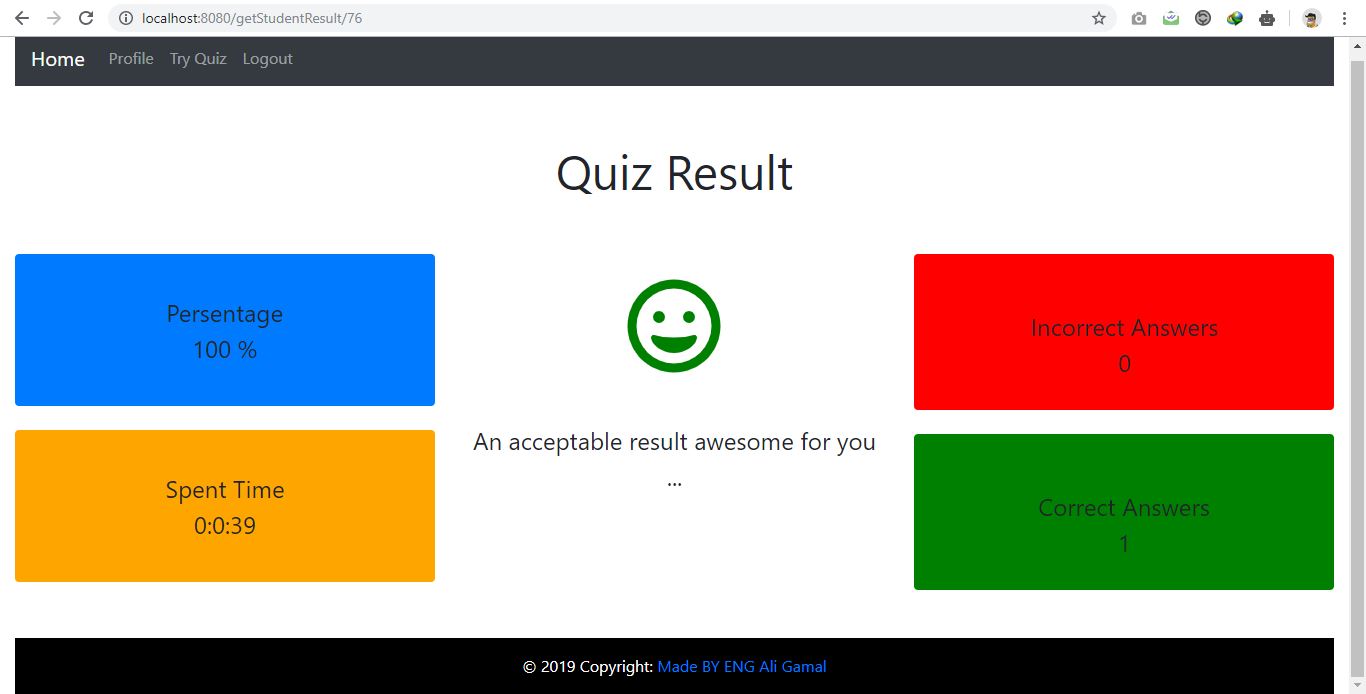 localhost:8080/getStudentResult/76
Home Profile Try Quiz Logout
Quiz Result
Persentage
100 %
Spent Time
0:0:39
An acceptable result awesome for you
...
Incorrect Answers
0
Correct Answers
1
© 2019 Copyright: Made BY ENG Ali Gamal